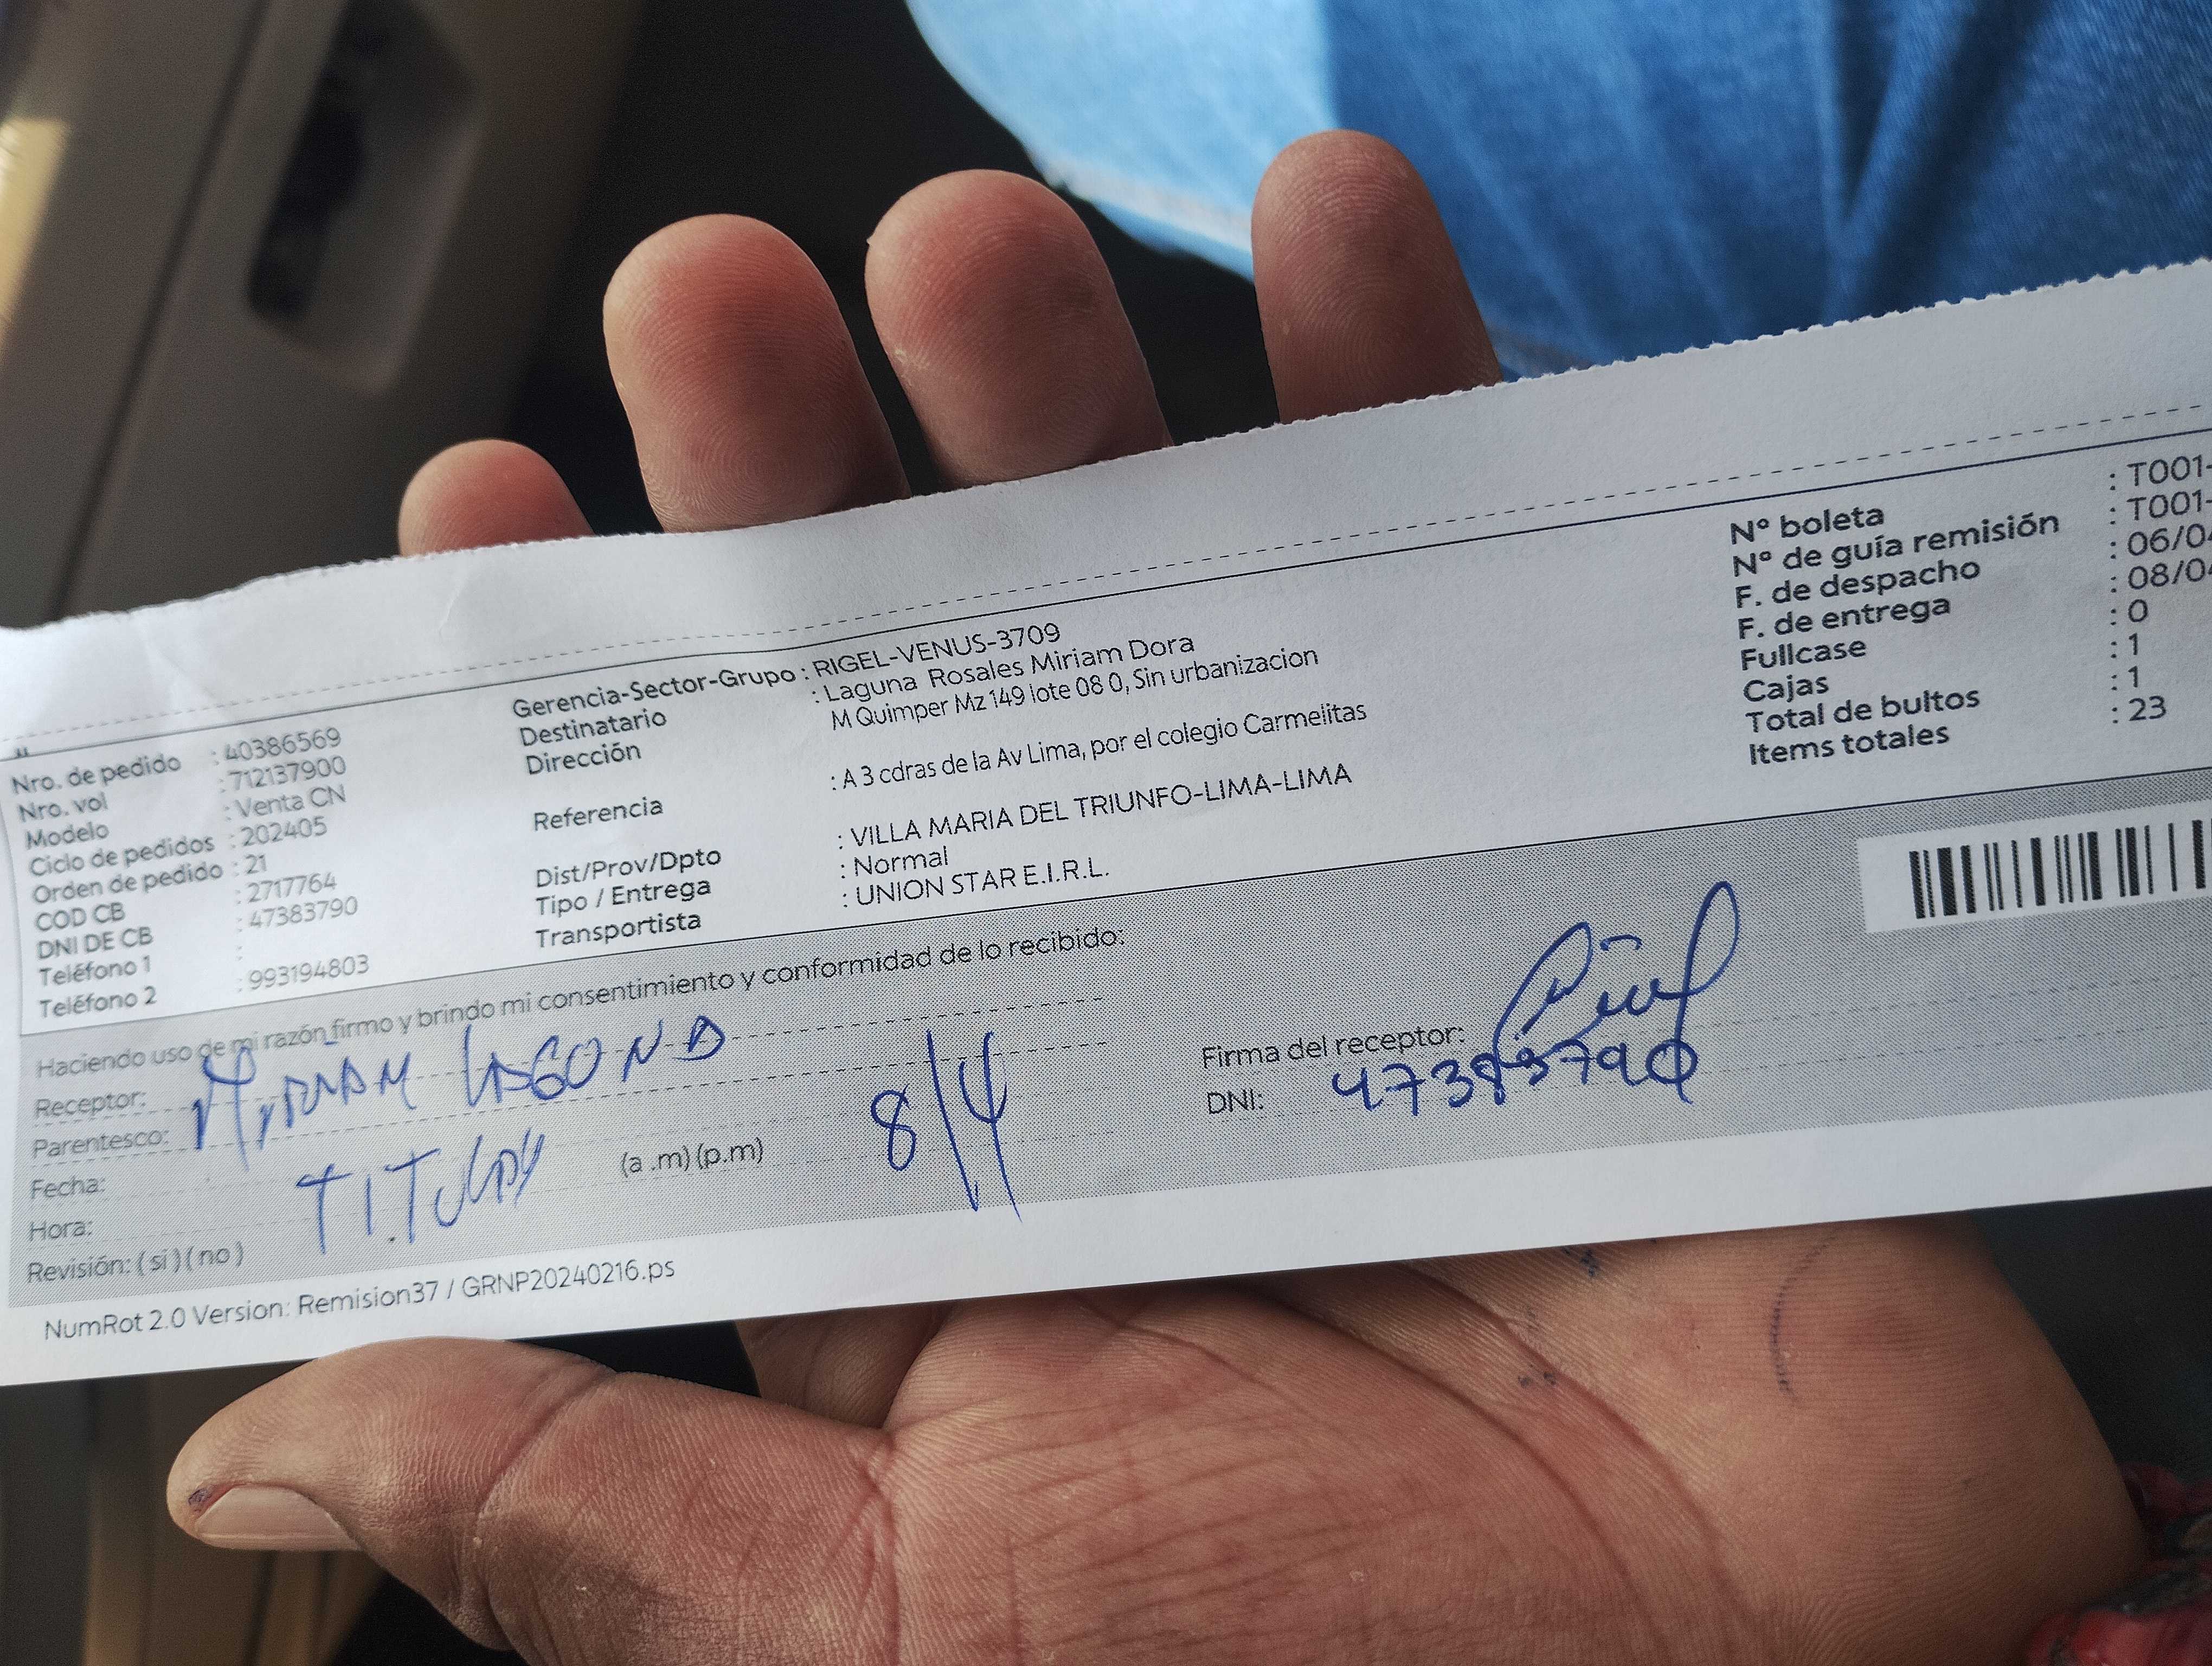 Nro. de pedido : 40386569
Nro. vol : 712137900
Modelo : Venta CN
Ciclo de pedidos : 202405
Orden de pedido : 21
COD CB : 2717764
DNI DE CB : 47383790
Teléfono 1 :
Teléfono 2 : 993194803
Gerencia-Sector-Grupo : RIGEL-VENUS-3709
Destinatario : Laguna Rosales Miriam Dora
Dirección M Quimper Mz 149 lote 08 0, Sin urbanizacion
Referencia : A 3 cdras de la Av Lima, por el colegio Carmelitas
Dist/Prov/Dpto : VILLA MARIA DEL TRIUNFO-LIMA-LIMA
Tipo / Entrega : Normal
Transportista : UNION STAR E.I.R.L.
Nº boleta : T001-
Nº de guía remisión : T001-
F. de despacho : 06/04
F. de entrega : 08/04
Fullcase : 0
Cajas : 1
Total de bultos : 1
Items totales : 23
Haciendo uso de mi razón firmo y brindo mi consentimiento y conformidad de lo recibido:
Receptor: MIRIAM LAGUNA
Parentesco: TITULAR
Fecha: 8/4
Hora: (a .m) (p.m)
Revisión: ( si ) ( no )
Firma del receptor:
DNI: 47383790
NumRot 2.0 Version: Remision37 / GRNP20240216.ps